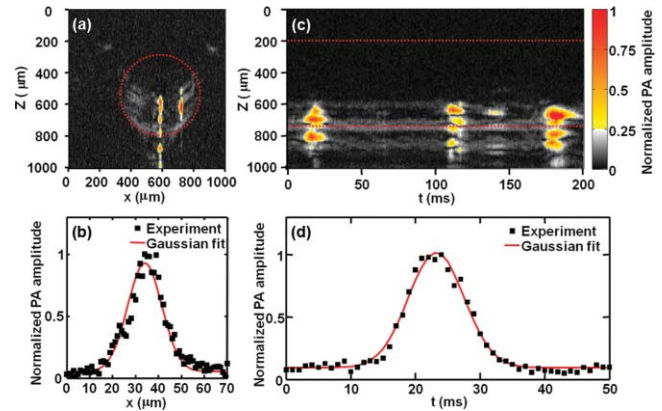 (a)
Z (μm)
0
200
400
600
800
1000
0 200 400 600 800 1000
x (μm)
(c)
Z (μm)
0
200
400
600
800
1000
0 50 100 150 200
t (ms)
1
0.75
0.5
0.25
0
Normalized PA amplitude
(b)
Experiment
Gaussian fit
Normalized PA amplitude
1
0.5
0
0 10 20 30 40 50 60 70
x (μm)
(d)
Experiment
Gaussian fit
Normalized PA amplitude
1
0.5
0
0 10 20 30 40 50
t (ms)